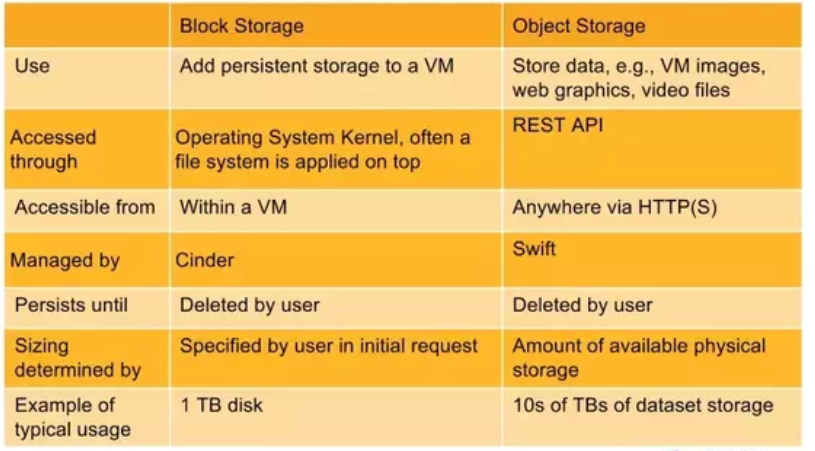 Block Storage
Object Storage
Use
Add persistent storage to a VM
Store data, e.g., VM images,
web graphics, video files
Accessed
through
Operating System Kernel, often a
file system is applied on top
REST API
Accessible from
Within a VM
Anywhere via HTTP(S)
Managed by
Cinder
Swift
Persists until
Deleted by user
Deleted by user
Sizing
determined by
Specified by user in initial request
Amount of available physical
storage
Example of
typical usage
1 TB disk
10s of TBs of dataset storage